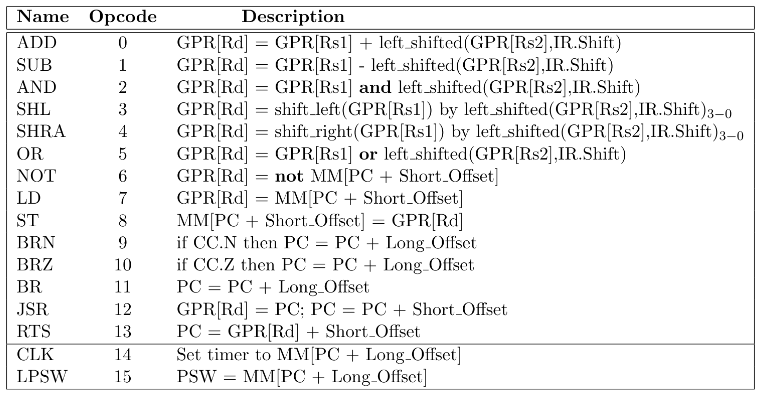 Name Opcode Description
ADD 0 GPR[Rd] = GPR[Rs1] + left_shifted(GPR[Rs2],IR.Shift)
SUB 1 GPR[Rd] = GPR[Rs1] - left_shifted(GPR[Rs2],IR.Shift)
AND 2 GPR[Rd] = GPR[Rs1] and left_shifted(GPR[Rs2],IR.Shift)
SHL 3 GPR[Rd] = shift_left(GPR[Rs1]) by left_shifted(GPR[Rs2],IR.Shift)3−0
SHRA 4 GPR[Rd] = shift_right(GPR[Rs1]) by left_shifted(GPR[Rs2],IR.Shift)3−0
OR 5 GPR[Rd] = GPR[Rs1] or left_shifted(GPR[Rs2],IR.Shift)
NOT 6 GPR[Rd] = not MM[PC + Short_Offset]
LD 7 GPR[Rd] = MM[PC + Short_Offset]
ST 8 MM[PC + Short_Offset] = GPR[Rd]
BRN 9 if CC.N then PC = PC + Long_Offset
BRZ 10 if CC.Z then PC = PC + Long_Offset
BR 11 PC = PC + Long_Offset
JSR 12 GPR[Rd] = PC; PC = PC + Short_Offset
RTS 13 PC = GPR[Rd] + Short_Offset
CLK 14 Set timer to MM[PC + Long_Offset]
LPSW 15 PSW = MM[PC + Long_Offset]